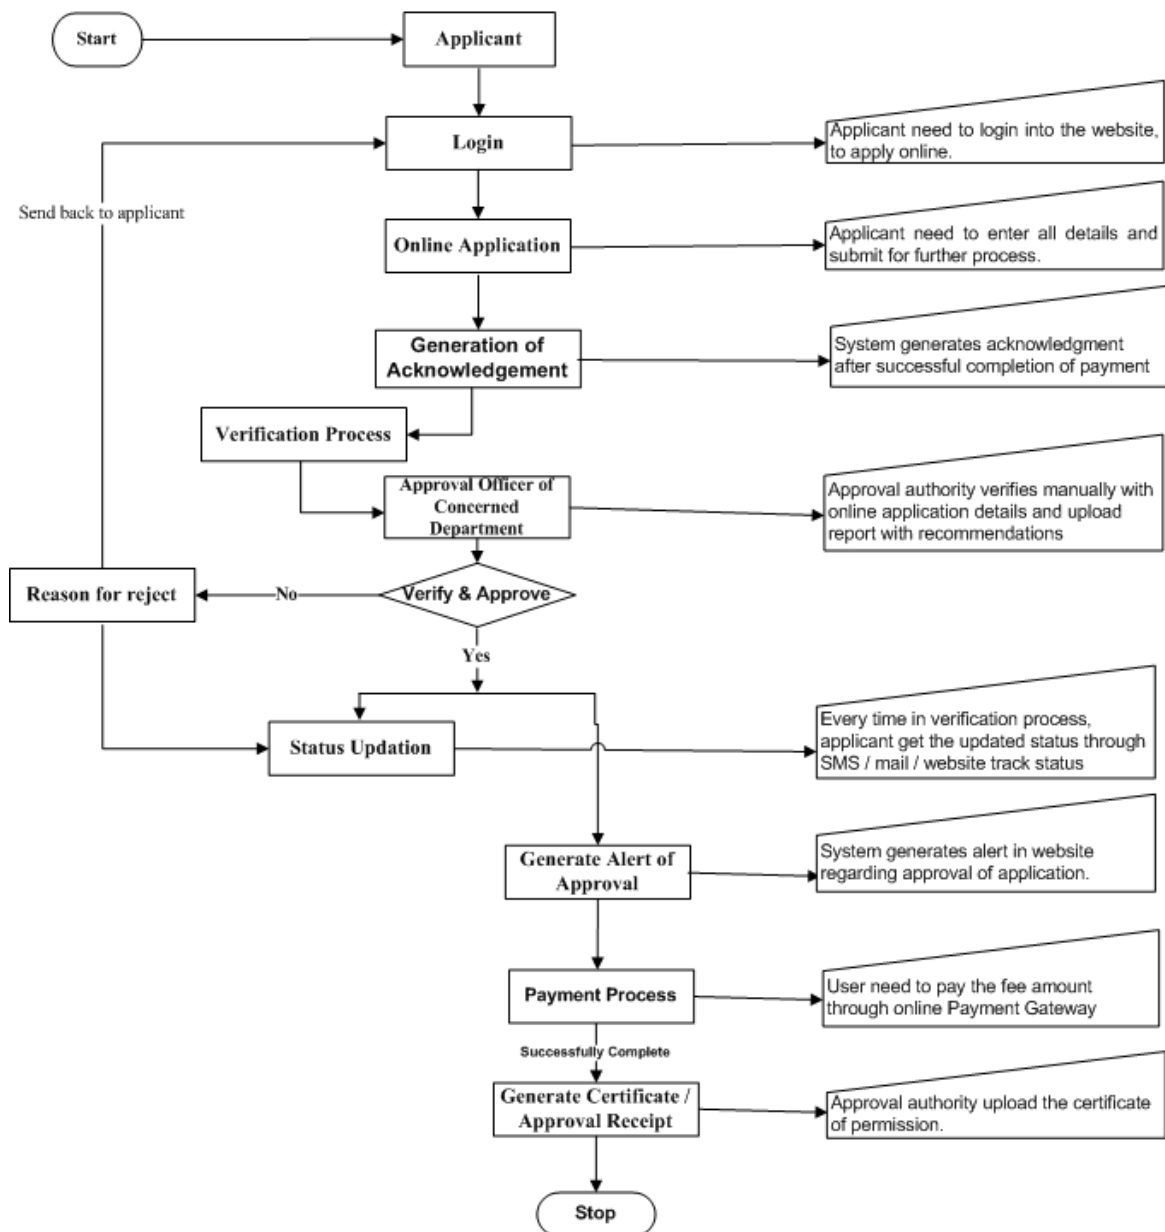 Start
Applicant
Login
Applicant need to login into the website,
to apply online.
Send back to applicant
Online Application
Applicant need to enter all details and
submit for further process.
Generation of
Acknowledgement
System generates acknowledgment
after successful completion of payment
Verification Process
Approval Officer of
Concerned
Department
Approval authority verifies manually with
online application details and upload
report with recommendations
Reason for reject
No
Verify & Approve
Yes
Status Updation
Every time in verification process,
applicant get the updated status through
SMS / mail / website track status
Generate Alert of
Approval
System generates alert in website
regarding approval of application.
Payment Process
User need to pay the fee amount
through online Payment Gateway
Successfully Complete
Generate Certificate /
Approval Receipt
Approval authority upload the certificate
of permission.
Stop